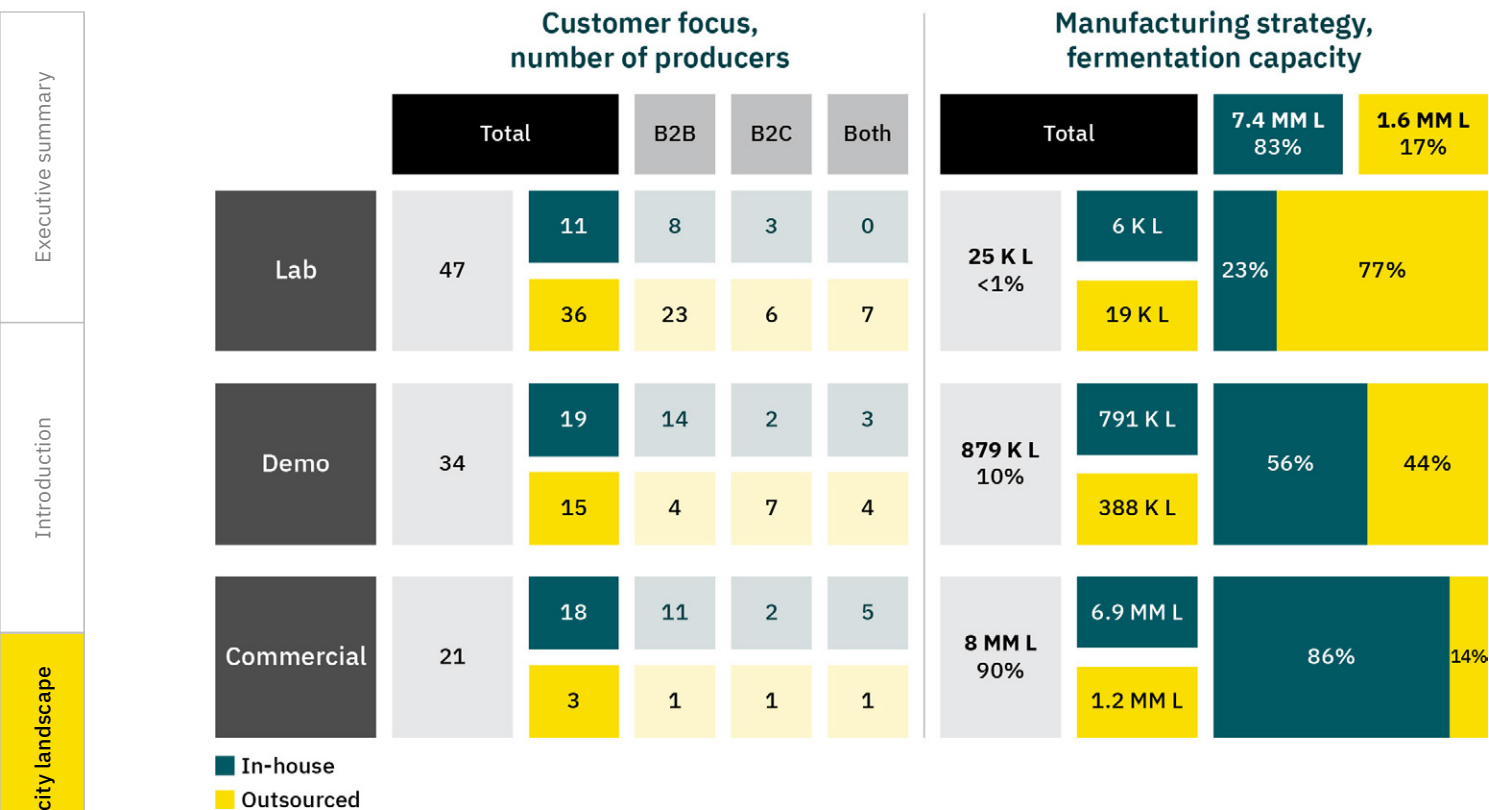 Executive summary
Introduction
city landscape
Customer focus,
number of producers
Manufacturing strategy,
fermentation capacity
Total
B2B
B2C
Both
Total
7.4 MM L
83%
1.6 MM L
17%
Lab
47
11
8
3
0
36
23
6
7
25 K L
<1%
6 K L
19 K L
23%
77%
Demo
34
19
14
2
3
15
4
7
4
879 K L
10%
791 K L
388 K L
56%
44%
Commercial
21
18
11
2
5
3
1
1
1
8 MM L
90%
6.9 MM L
1.2 MM L
86%
14%
In-house
Outsourced